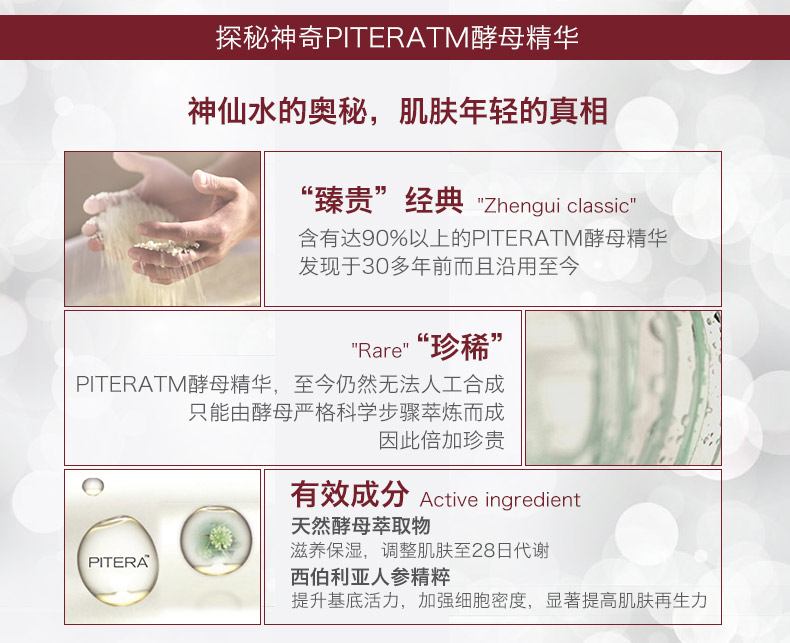 探秘神奇PITERATM酵母精华
神仙水的奥秘，肌肤年轻的真相
“臻贵”经典 "Zhengui classic"
含有达90%以上的PITERATM酵母精华
发现于30多年前而且沿用至今
"Rare" “珍稀”
PITERATM酵母精华，至今仍然无法人工合成
只能由酵母严格科学步骤萃炼而成
因此倍加珍贵
PITERA™
有效成分 Active ingredient
天然酵母萃取物
滋养保湿，调整肌肤至28日代谢
西伯利亚人参精粹
提升基底活力，加强细胞密度，显著提高肌肤再生力